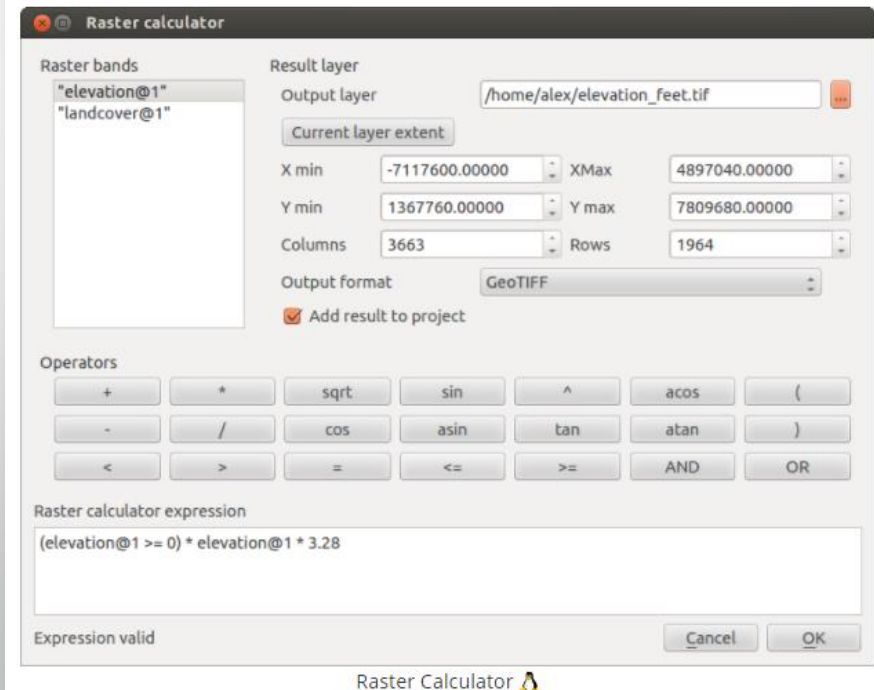 Raster calculator
Raster bands
"elevation@1"
"landcover@1"
Result layer
Output layer /home/alex/elevation_feet.tif ...
Current layer extent
X min -7117600.00000 XMax 4897040.00000
Y min 1367760.00000 Y max 7809680.00000
Columns 3663 Rows 1964
Output format GeoTIFF
Add result to project
Operators
+ * sqrt sin ^ acos (
- / cos asin tan atan )
< > = <= >= AND OR
Raster calculator expression
(elevation@1 >= 0) * elevation@1 * 3.28
Expression valid Cancel OK
Raster Calculator